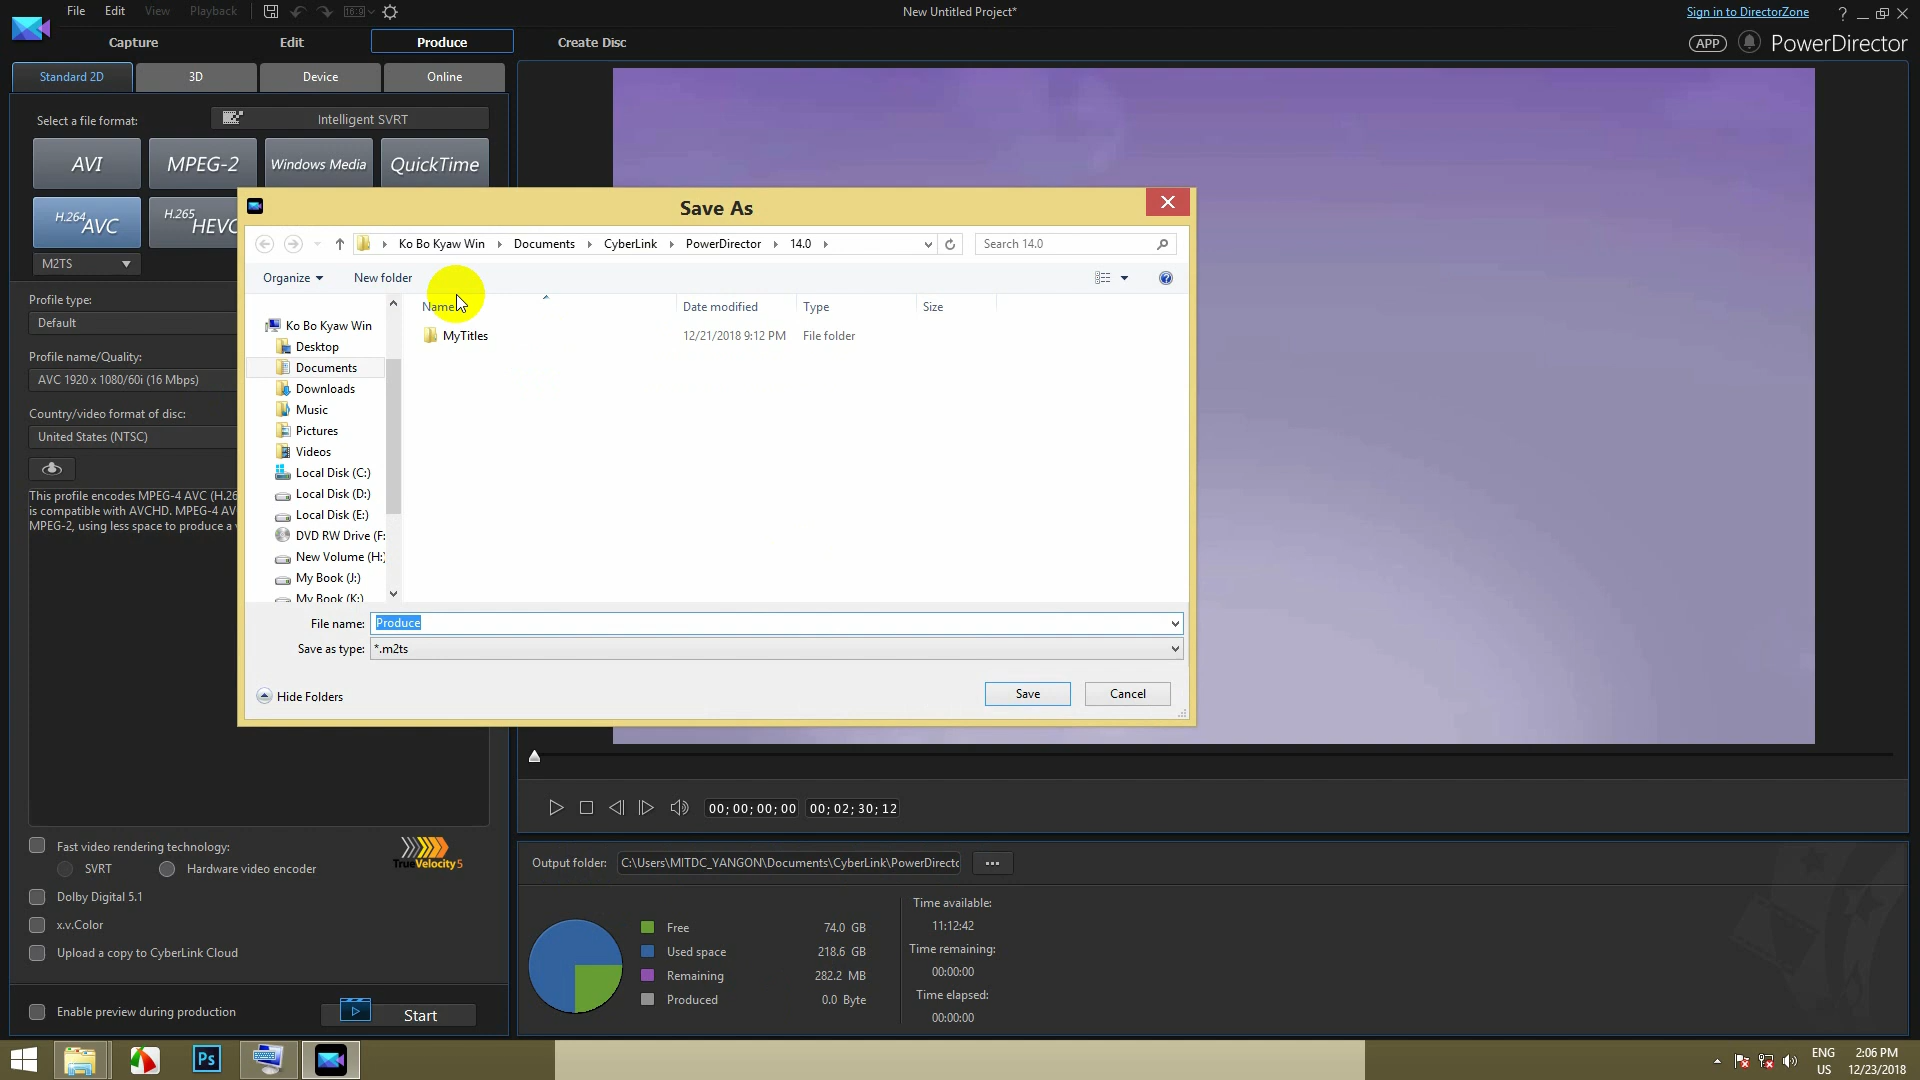 File Edit View Playback 16:9 New Untitled Project* Sign in to DirectorZone ?
Capture Edit Produce Create Disc APP PowerDirector
Standard 2D 3D Device Online
Select a file format: Intelligent SVRT
AVI MPEG-2 Windows Media QuickTime
H.264 AVC H.265 HEVC
M2TS
Profile type:
Default
Profile name/Quality:
AVC 1920 x 1080/60i (16 Mbps)
Country/video format of disc:
United States (NTSC)
This profile encodes MPEG-4 AVC (H.26
is compatible with AVCHD. MPEG-4 AV
MPEG-2, using less space to produce a
Save As
Ko Bo Kyaw Win Documents CyberLink PowerDirector 14.0 Search 14.0
Organize New folder
Name Date modified Type Size
MyTitles 12/21/2018 9:12 PM File folder
Ko Bo Kyaw Win
Desktop
Documents
Downloads
Music
Pictures
Videos
Local Disk (C:)
Local Disk (D:)
Local Disk (E:)
DVD RW Drive (F:
New Volume (H:)
My Book (J:)
My Book (K:)
File name: Produce
Save as type: *.m2ts
Hide Folders Save Cancel
00;00;00;00 00;02;30;12
Fast video rendering technology:
SVRT Hardware video encoder
TrueVelocity 5
Dolby Digital 5.1
x.v.Color
Upload a copy to CyberLink Cloud
Enable preview during production Start
Output folder: C:\Users\MITDC_YANGON\Documents\CyberLink\PowerDirecto ...
Free 74.0 GB
Used space 218.6 GB
Remaining 282.2 MB
Produced 0.0 Byte
Time available:
11:12:42
Time remaining:
00:00:00
Time elapsed:
00:00:00
Ps
ENG 2:06 PM
US 12/23/2018